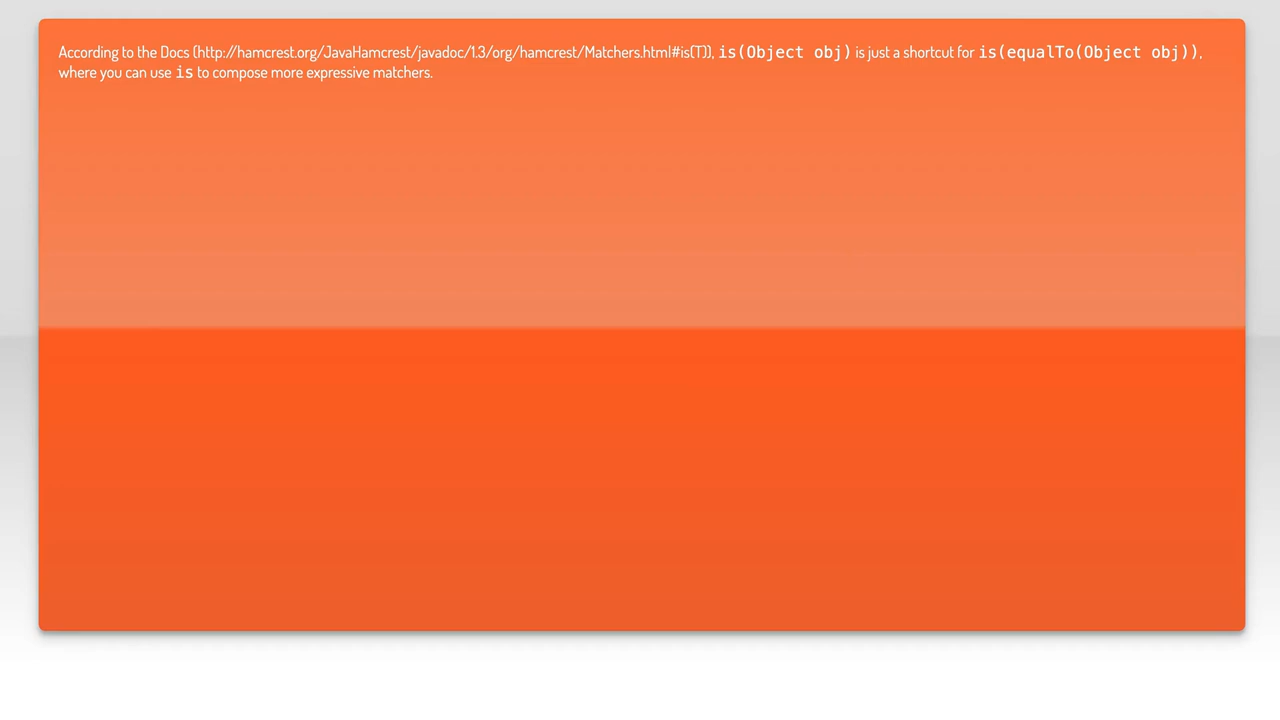 According to the Docs (http://hamcrest.org/JavaHamcrest/javadoc/1.3/org/hamcrest/Matchers.html#is(T)), is(Object obj) is just a shortcut for is(equalTo(Object obj)),
where you can use is to compose more expressive matchers.